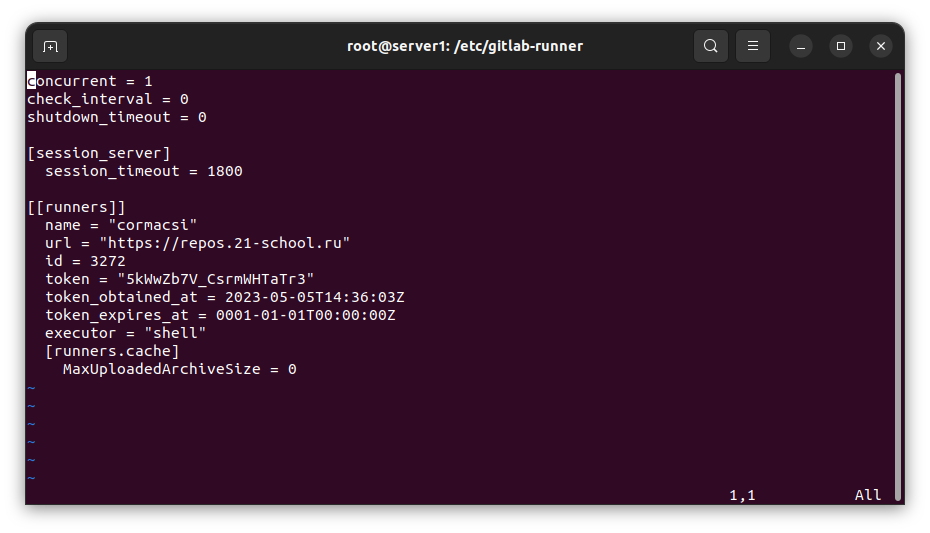 root@server1: /etc/gitlab-runner
concurrent = 1
check_interval = 0
shutdown_timeout = 0
[session_server]
  session_timeout = 1800
[[runners]]
  name = "cormacsi"
  url = "https://repos.21-school.ru"
  id = 3272
  token = "5kWwZb7V_CsrmWHTaTr3"
  token_obtained_at = 2023-05-05T14:36:03Z
  token_expires_at = 0001-01-01T00:00:00Z
  executor = "shell"
  [runners.cache]
    MaxUploadedArchiveSize = 0
~
~
~
~
~
~
1,1 All